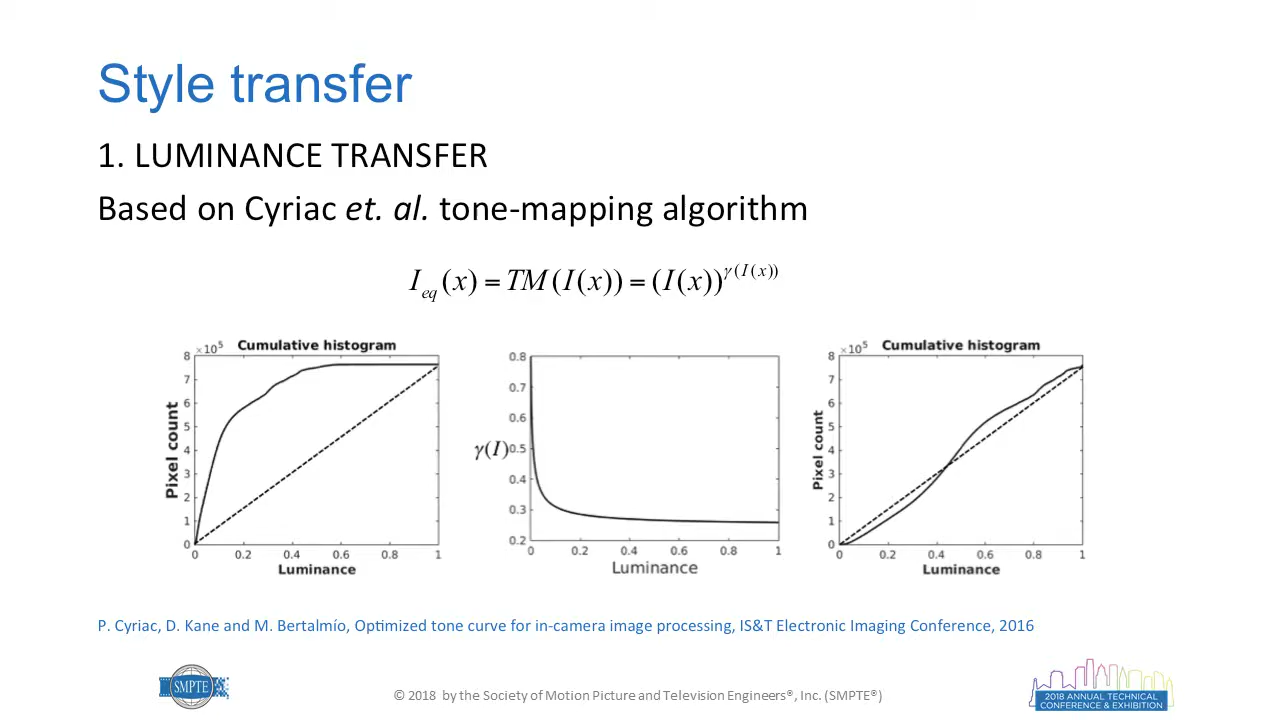 Style transfer
1. LUMINANCE TRANSFER
Based on Cyriac et. al. tone-mapping algorithm
I_eq(x) = TM(I(x)) = (I(x))^γ(I(x))
×10^5 Cumulative histogram
8
7
6
5
4
3
2
1
0
Pixel count
0 0.2 0.4 0.6 0.8 1
Luminance
0.8
0.7
0.6
0.5
0.4
0.3
0.2
γ(I)
0 0.2 0.4 0.6 0.8 1
Luminance
×10^5 Cumulative histogram
8
7
6
5
4
3
2
1
0
Pixel count
0 0.2 0.4 0.6 0.8 1
Luminance
P. Cyriac, D. Kane and M. Bertalmío, Optimized tone curve for in-camera image processing, IS&T Electronic Imaging Conference, 2016
SMPTE
© 2018 by the Society of Motion Picture and Television Engineers®, Inc. (SMPTE®)
2018 ANNUAL TECHNICAL
CONFERENCE & EXHIBITION